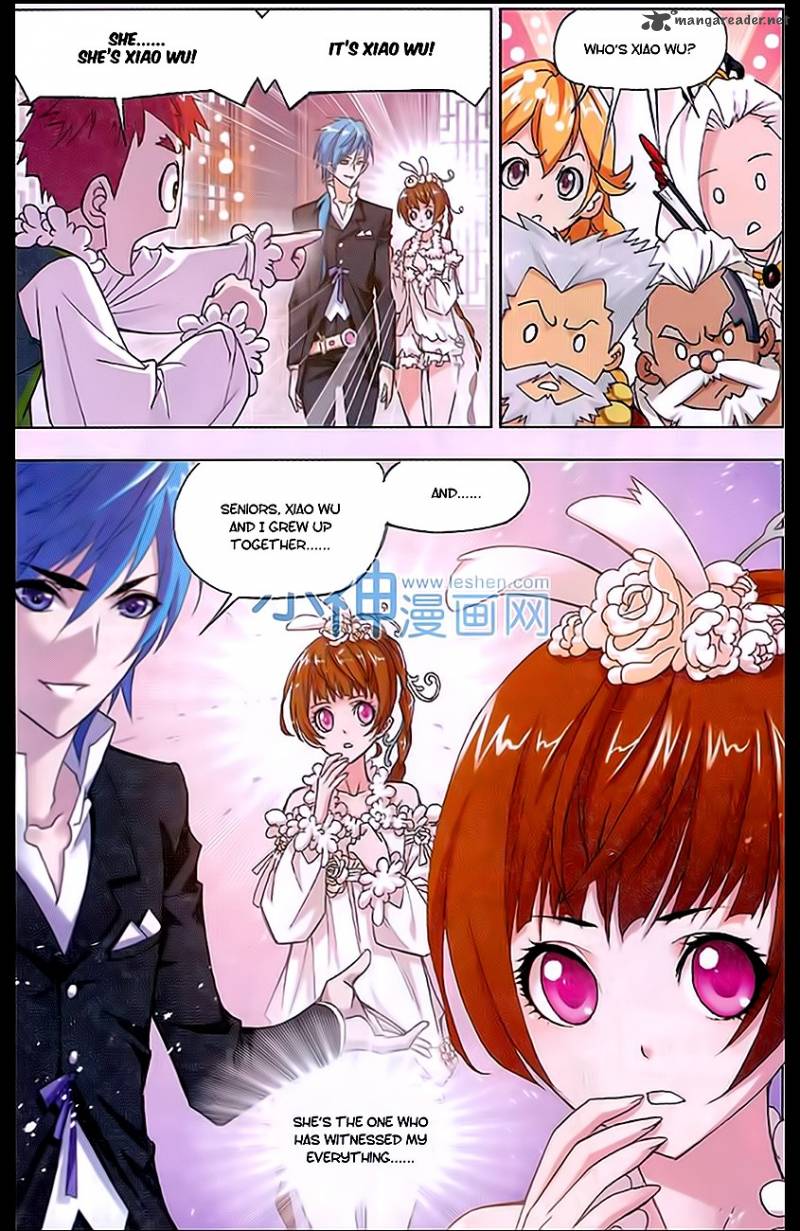 mangareader.net
SHE......
SHE'S XIAO WU!
IT'S XIAO WU!
WHO'S XIAO WU?
SENIORS, XIAO WU
AND I GREW UP
TOGETHER......
AND......
www.leshen.com
小神漫画网
SHE'S THE ONE WHO
HAS WITNESSED MY
EVERYTHING......